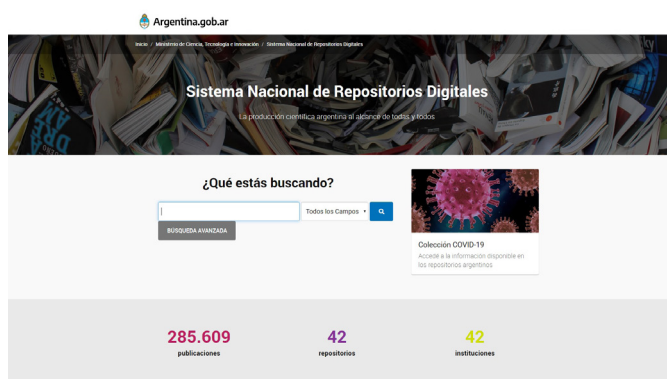 Argentina.gob.ar
Inicio / Ministerio de Ciencia, Tecnología e Innovación / Sistema Nacional de Repositorios Digitales
Sistema Nacional de Repositorios Digitales
La producción científica argentina al alcance de todas y todos.
¿Qué estás buscando?
Todos los Campos
BÚSQUEDA AVANZADA
Colección COVID-19
Accedé a la información disponible en
los repositorios argentinos
285.609
publicaciones
42
repositorios
42
instituciones